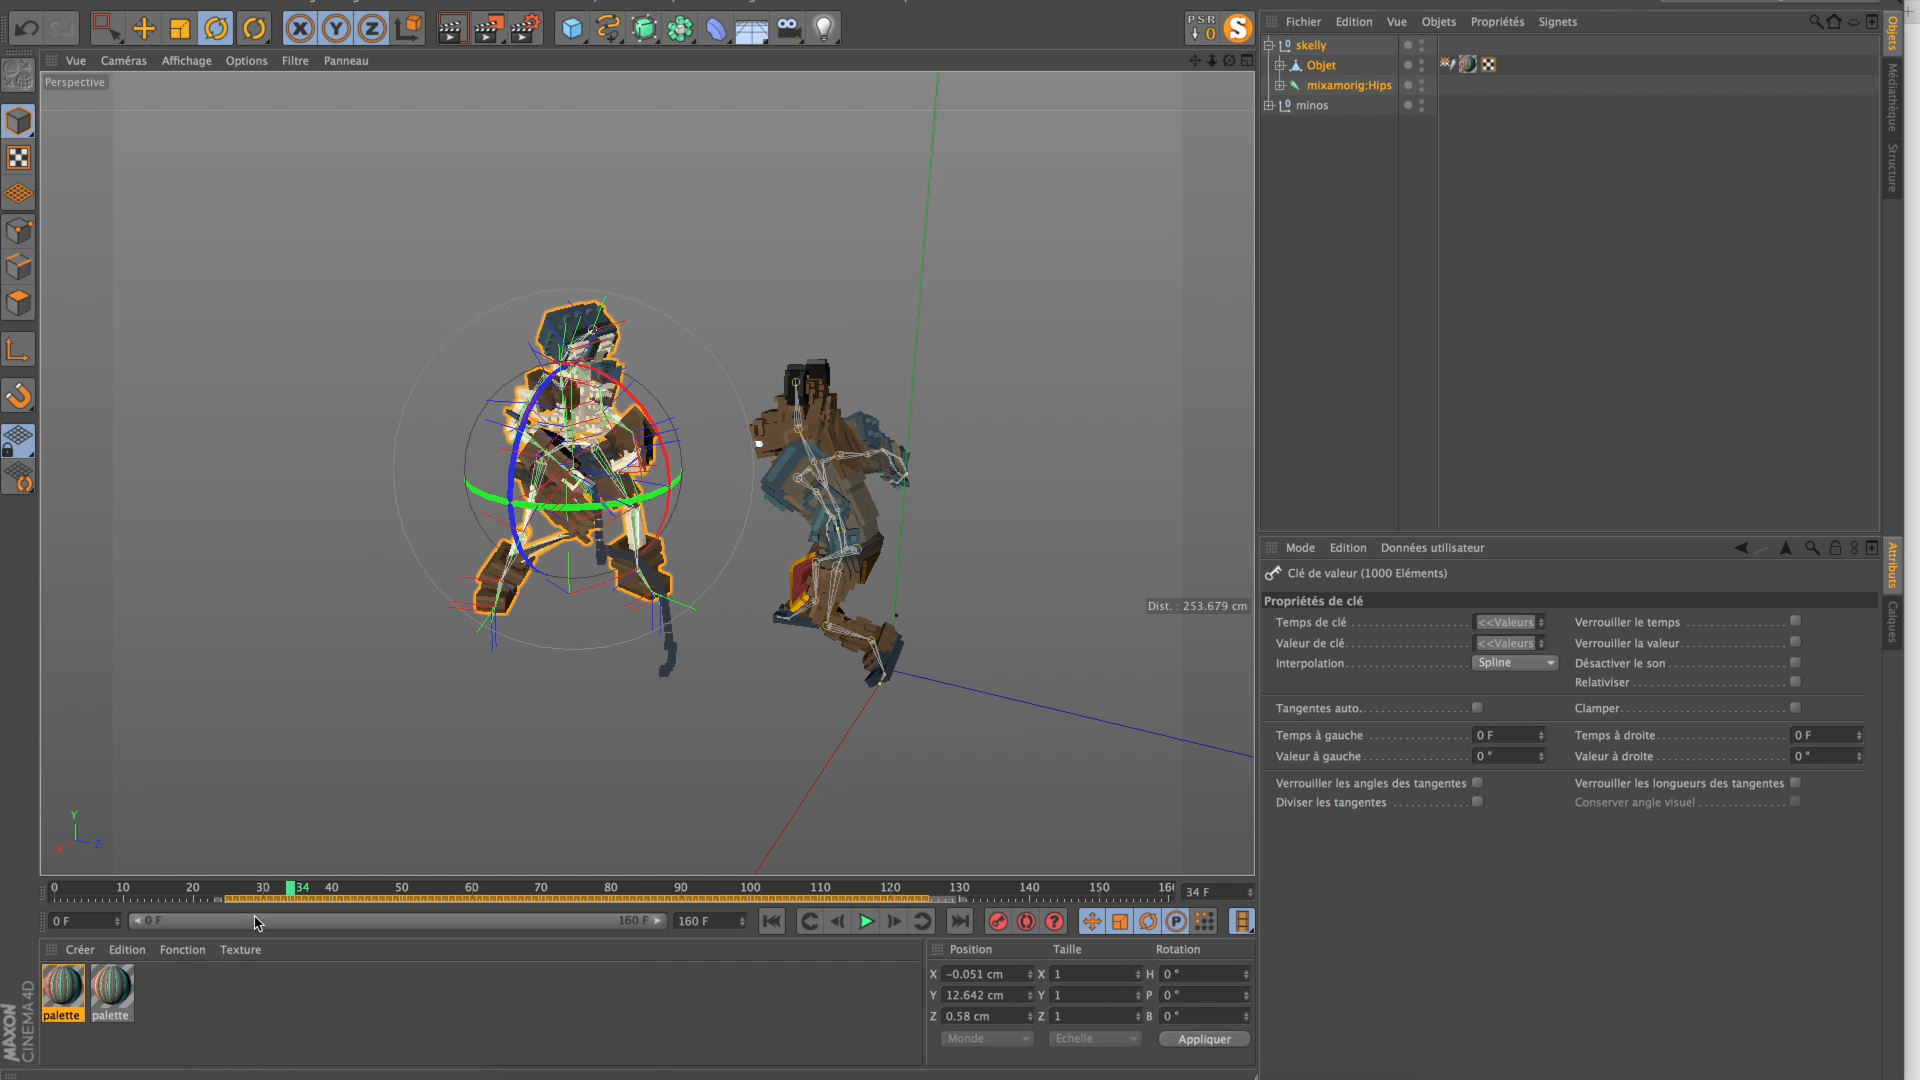 PSR
0
Fichier Edition Vue Objets Propriétés Signets
Vue Caméras Affichage Options Filtre Panneau
Perspective
skelly
Objet
mixamorig:Hips
minos
Objets
Médiathèque
Structure
Dist. : 253.679 cm
Y
X
Z
Mode Edition Données utilisateur
Clé de valeur (1000 Eléments)
Propriétés de clé
Temps de clé <<Valeurs Verrouiller le temps
Valeur de clé <<Valeurs Verrouiller la valeur
Interpolation Spline Désactiver le son
Relativiser
Tangentes auto. Clamper
Temps à gauche 0 F Temps à droite 0 F
Valeur à gauche 0 ° Valeur à droite 0 °
Verrouiller les angles des tangentes Verrouiller les longueurs des tangentes
Diviser les tangentes Conserver angle visuel
Attributs
Calques
0 10 20 30 34 40 50 60 70 80 90 100 110 120 130 140 150 16
34 F
0 F 0 F 160 F 160 F
Créer Edition Fonction Texture
palette palette
Position Taille Rotation
X -0.051 cm X 1 H 0 °
Y 12.642 cm Y 1 P 0 °
Z 0.58 cm Z 1 B 0 °
Monde Echelle Appliquer
MAXON
CINEMA4D